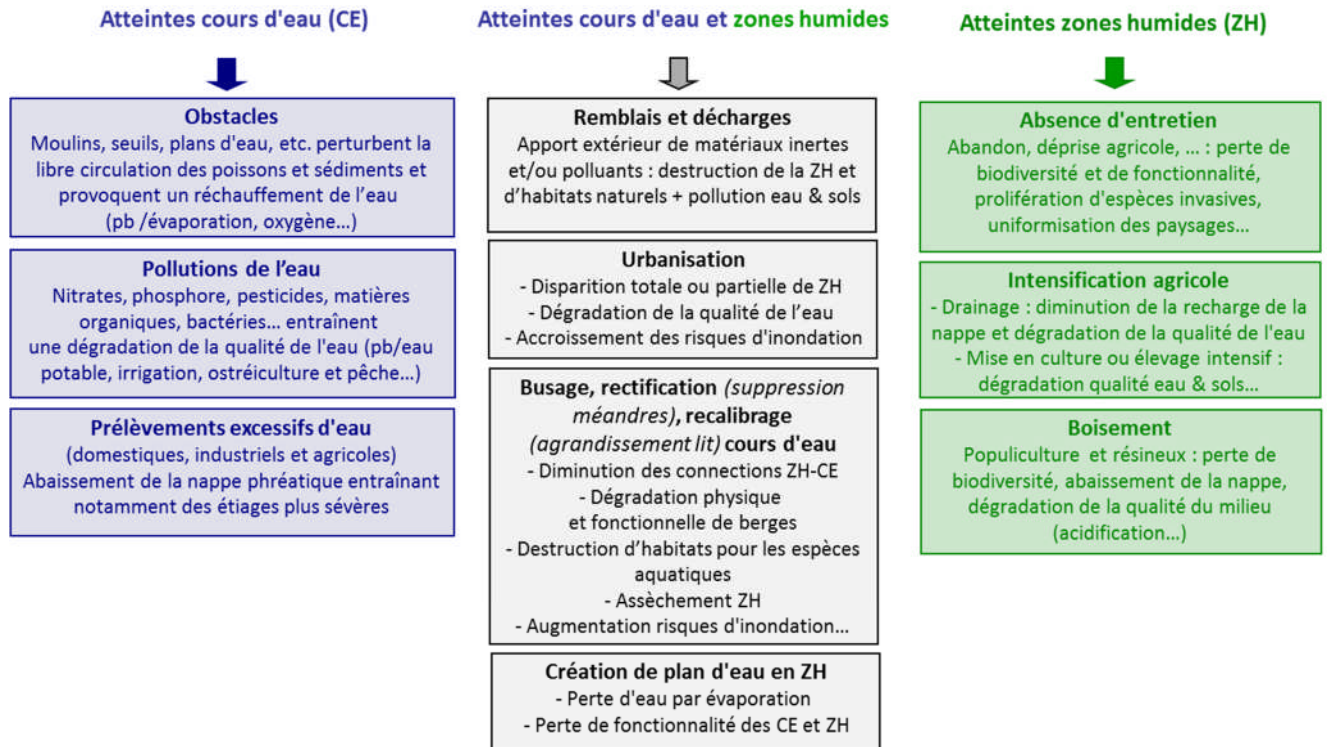 Atteintes cours d'eau (CE)
Obstacles
Moulins, seuils, plans d'eau, etc. perturbent la
libre circulation des poissons et sédiments et
provoquent un réchauffement de l'eau
(pb /évaporation, oxygène...)
Pollutions de l'eau
Nitrates, phosphore, pesticides, matières
organiques, bactéries... entraînent
une dégradation de la qualité de l'eau (pb/eau
potable, irrigation, ostréiculture et pêche...)
Prélèvements excessifs d'eau
(domestiques, industriels et agricoles)
Abaissement de la nappe phréatique entraînant
notamment des étiages plus sévères
Atteintes cours d'eau et zones humides
Remblais et décharges
Apport extérieur de matériaux inertes
et/ou polluants : destruction de la ZH et
d'habitats naturels + pollution eau & sols
Urbanisation
- Disparition totale ou partielle de ZH
- Dégradation de la qualité de l'eau
- Accroissement des risques d'inondation
Busage, rectification (suppression
méandres), recalibrage
(agrandissement lit) cours d'eau
- Diminution des connections ZH-CE
- Dégradation physique
et fonctionnelle de berges
- Destruction d'habitats pour les espèces
aquatiques
- Assèchement ZH
- Augmentation risques d'inondation...
Création de plan d'eau en ZH
- Perte d'eau par évaporation
- Perte de fonctionnalité des CE et ZH
Atteintes zones humides (ZH)
Absence d'entretien
Abandon, déprise agricole, ... : perte de
biodiversité et de fonctionnalité,
prolifération d'espèces invasives,
uniformisation des paysages...
Intensification agricole
- Drainage : diminution de la recharge de la
nappe et dégradation de la qualité de l'eau
- Mise en culture ou élevage intensif :
dégradation qualité eau & sols...
Boisement
Populiculture et résineux : perte de
biodiversité, abaissement de la nappe,
dégradation de la qualité du milieu
(acidification...)